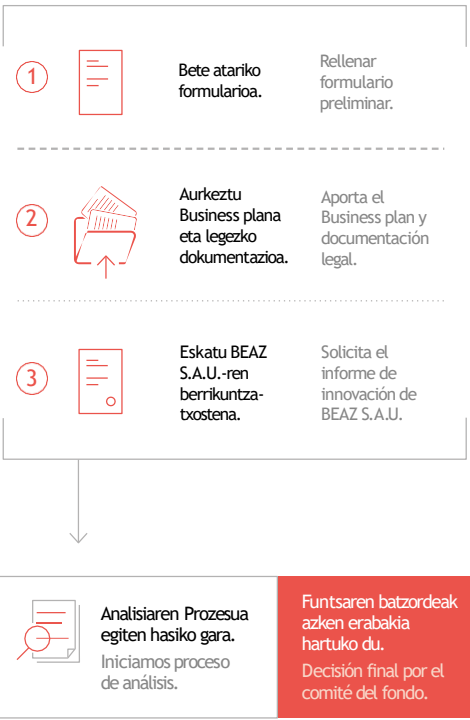 1
Bete atariko
formularioa.
Rellenar
formulario
preliminar.
2
Aurkeztu
Business plana
eta legezko
dokumentazioa.
Aporta el
Business plan y
documentación
legal.
3
Eskatu BEAZ
S.A.U.-ren
berrikuntza-
txostena.
Solicita el
informe de
innovación de
BEAZ S.A.U.
Analisiaren Prozesua
egiten hasiko gara.
Iniciamos proceso
de análisis.
Funtsaren batzordeak
azken erabakia
hartuko du.
Decisión final por el
comité del fondo.